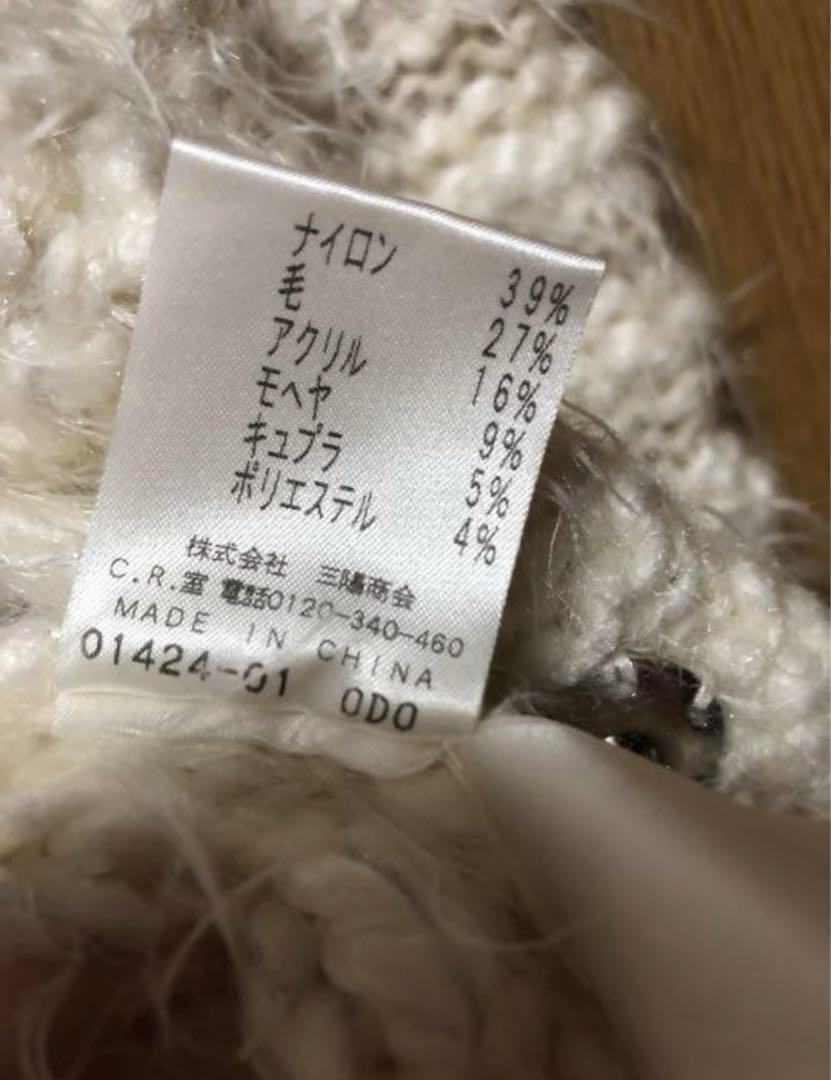 ナイロン 39%
毛 27%
アクリル 16%
モヘヤ 9%
キュプラ 5%
ポリエステル 4%
株式会社 三陽商会
C.R.室 電話0120-340-460
MADE IN CHINA
01424-01 0D0